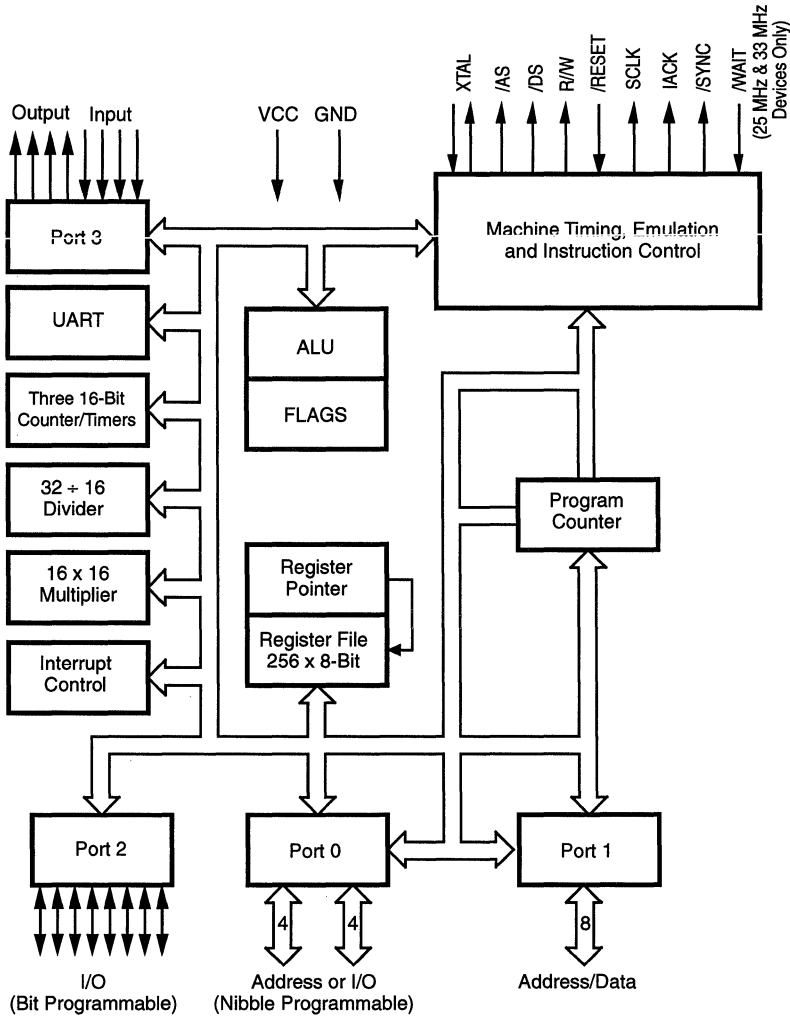 XTAL
/AS
/DS
R//W
/RESET
SCLK
IACK
/SYNC
/WAIT
(25 MHz & 33 MHz
Devices Only)
Output
Input
VCC
GND
Port 3
Machine Timing, Emulation
and Instruction Control
UART
ALU
Three 16-Bit
Counter/Timers
FLAGS
32 ÷ 16
Divider
Program
Counter
16 x 16
Multiplier
Register
Pointer
Register File
256 x 8-Bit
Interrupt
Control
Port 2
Port 0
Port 1
4
4
8
I/O
(Bit Programmable)
Address or I/O
(Nibble Programmable)
Address/Data